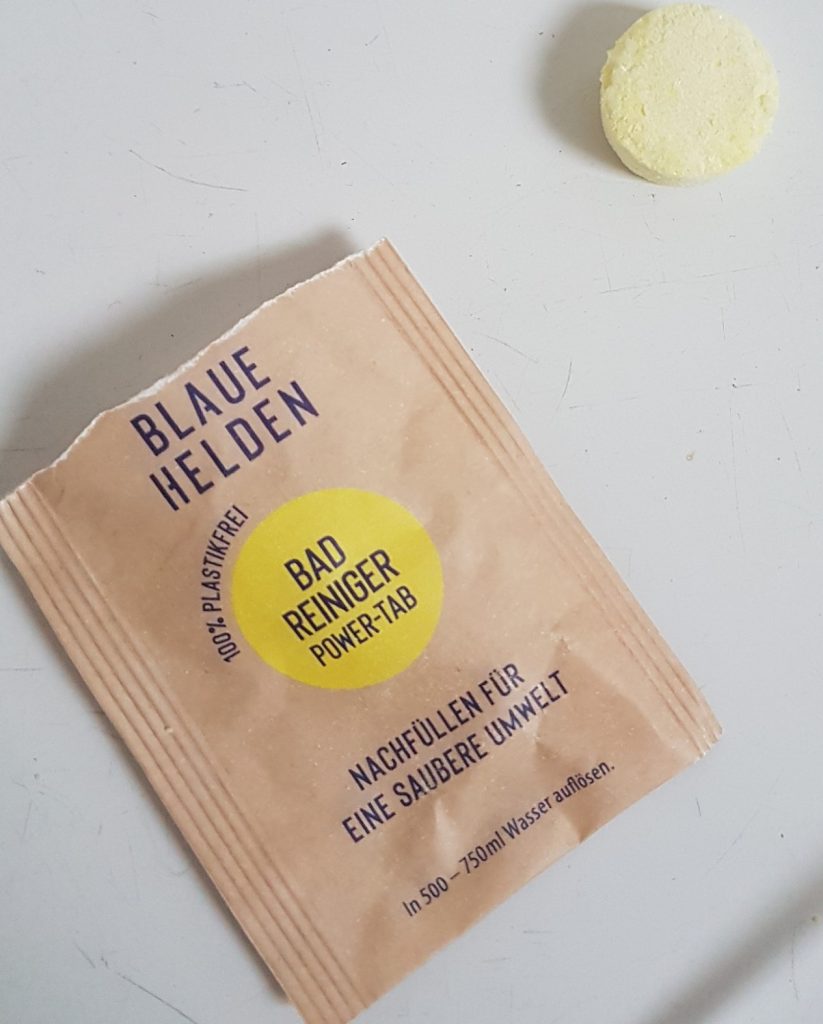 BLAUE
HELDEN
100% PLASTIKFREI
BAD
REINIGER
POWER-TAB
NACHFÜLLEN FÜR
EINE SAUBERE UMWELT
In 500 – 750ml Wasser auflösen.